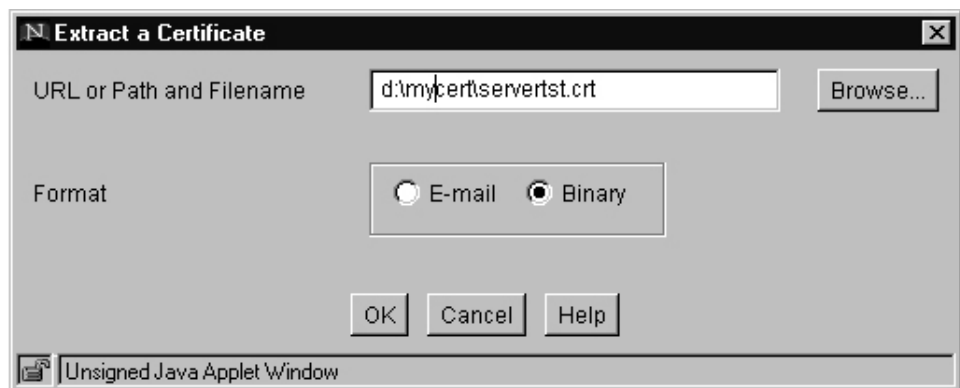 N Extract a Certificate
URL or Path and Filename d:\mycert\servertst.crt Browse...
Format E-mail Binary
OK Cancel Help
Unsigned Java Applet Window